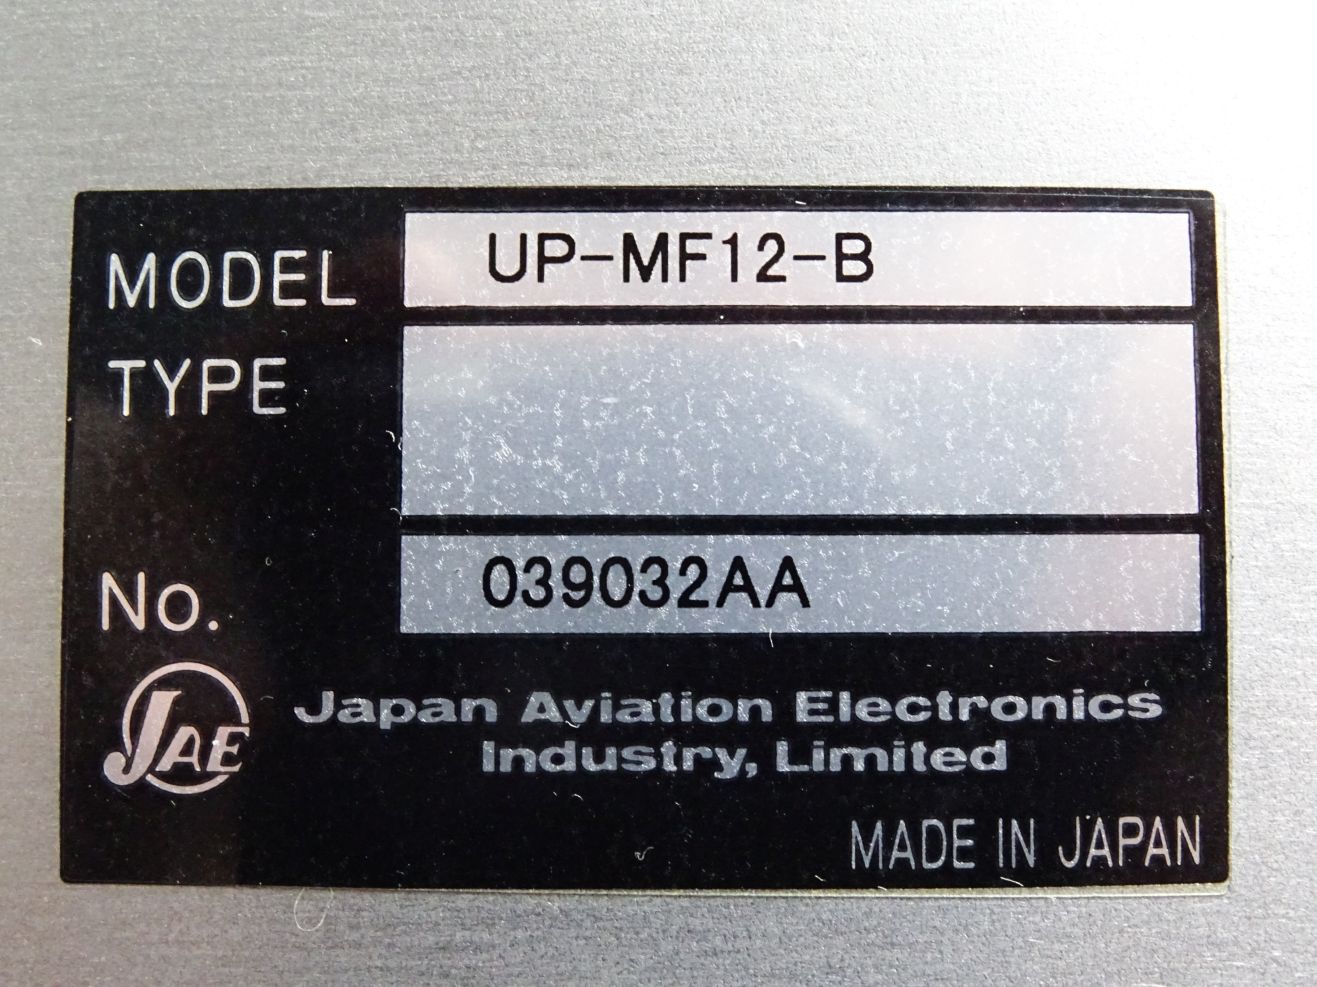 MODEL UP-MF12-B
TYPE
No. 039032AA
JAE
Japan Aviation Electronics
Industry, Limited
MADE IN JAPAN